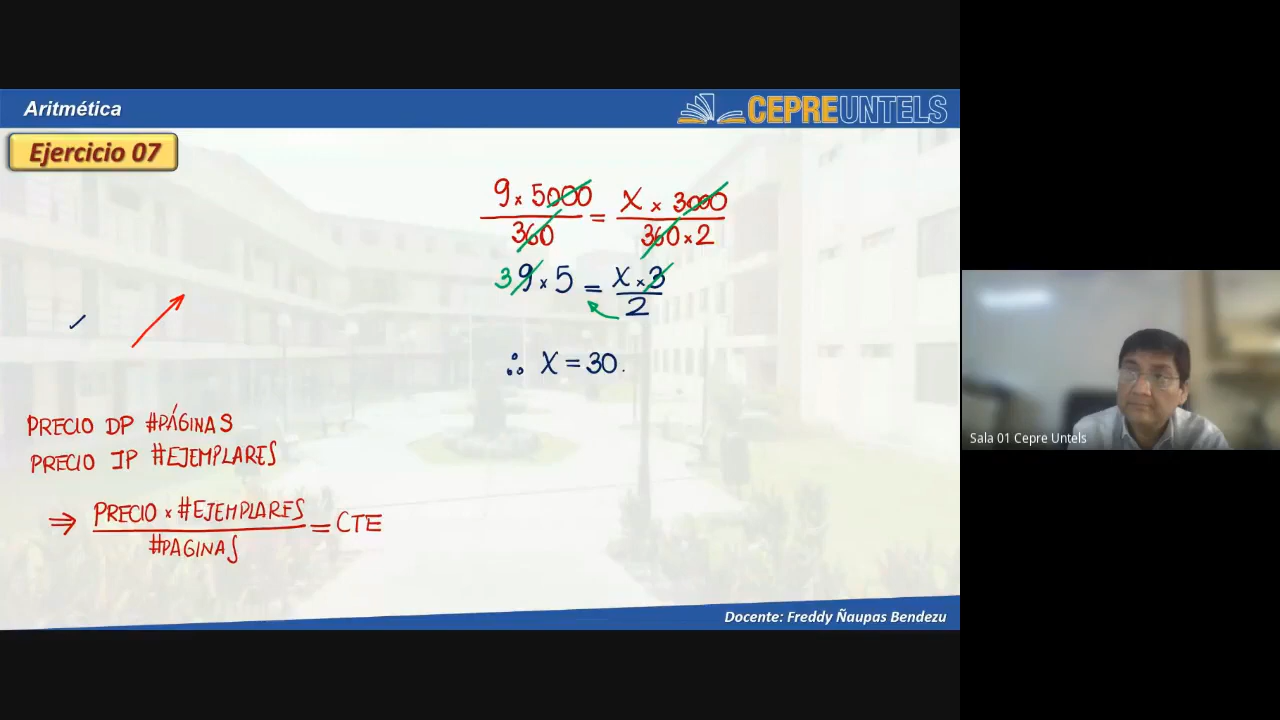 Aritmética
CEPREUNTELS
Ejercicio 07
9 × 5000 / 360 = X × 3000 / 360 × 2
3 9 × 5 = X × 3 / 2
∴ X = 30.
PRECIO DP #PÁGINAS
PRECIO IP #EJEMPLARES
⇒ PRECIO × #EJEMPLARES / #PAGINAS = CTE
Sala 01 Cepre Untels
Docente: Freddy Ñaupas Bendezu